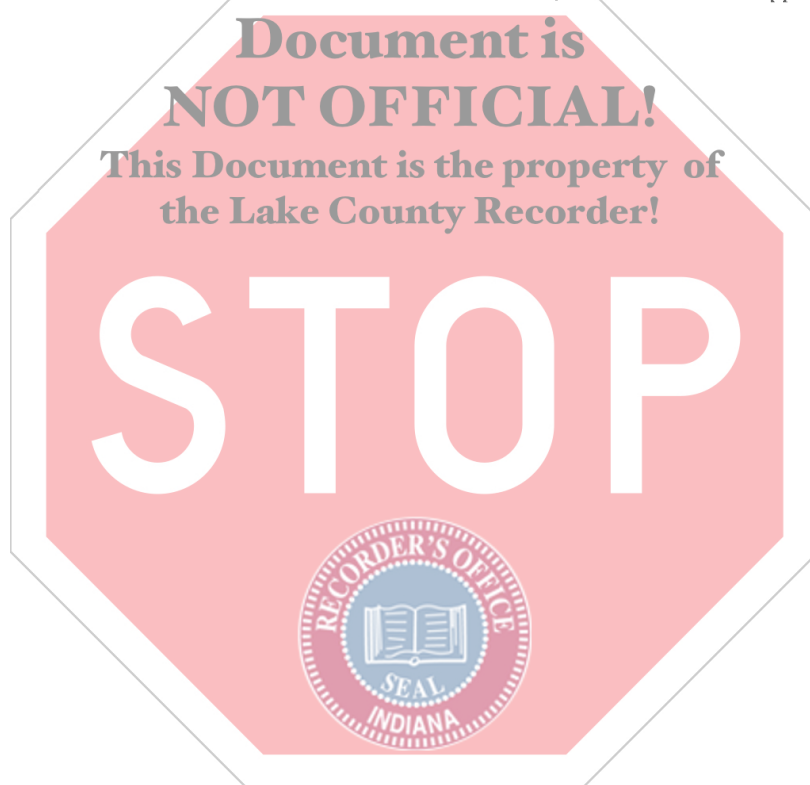 Document is
NOT OFFICIAL!
This Document is the property of
the Lake County Recorder!
STOP
RECORDER'S OFFICE
SEAL
INDIANA